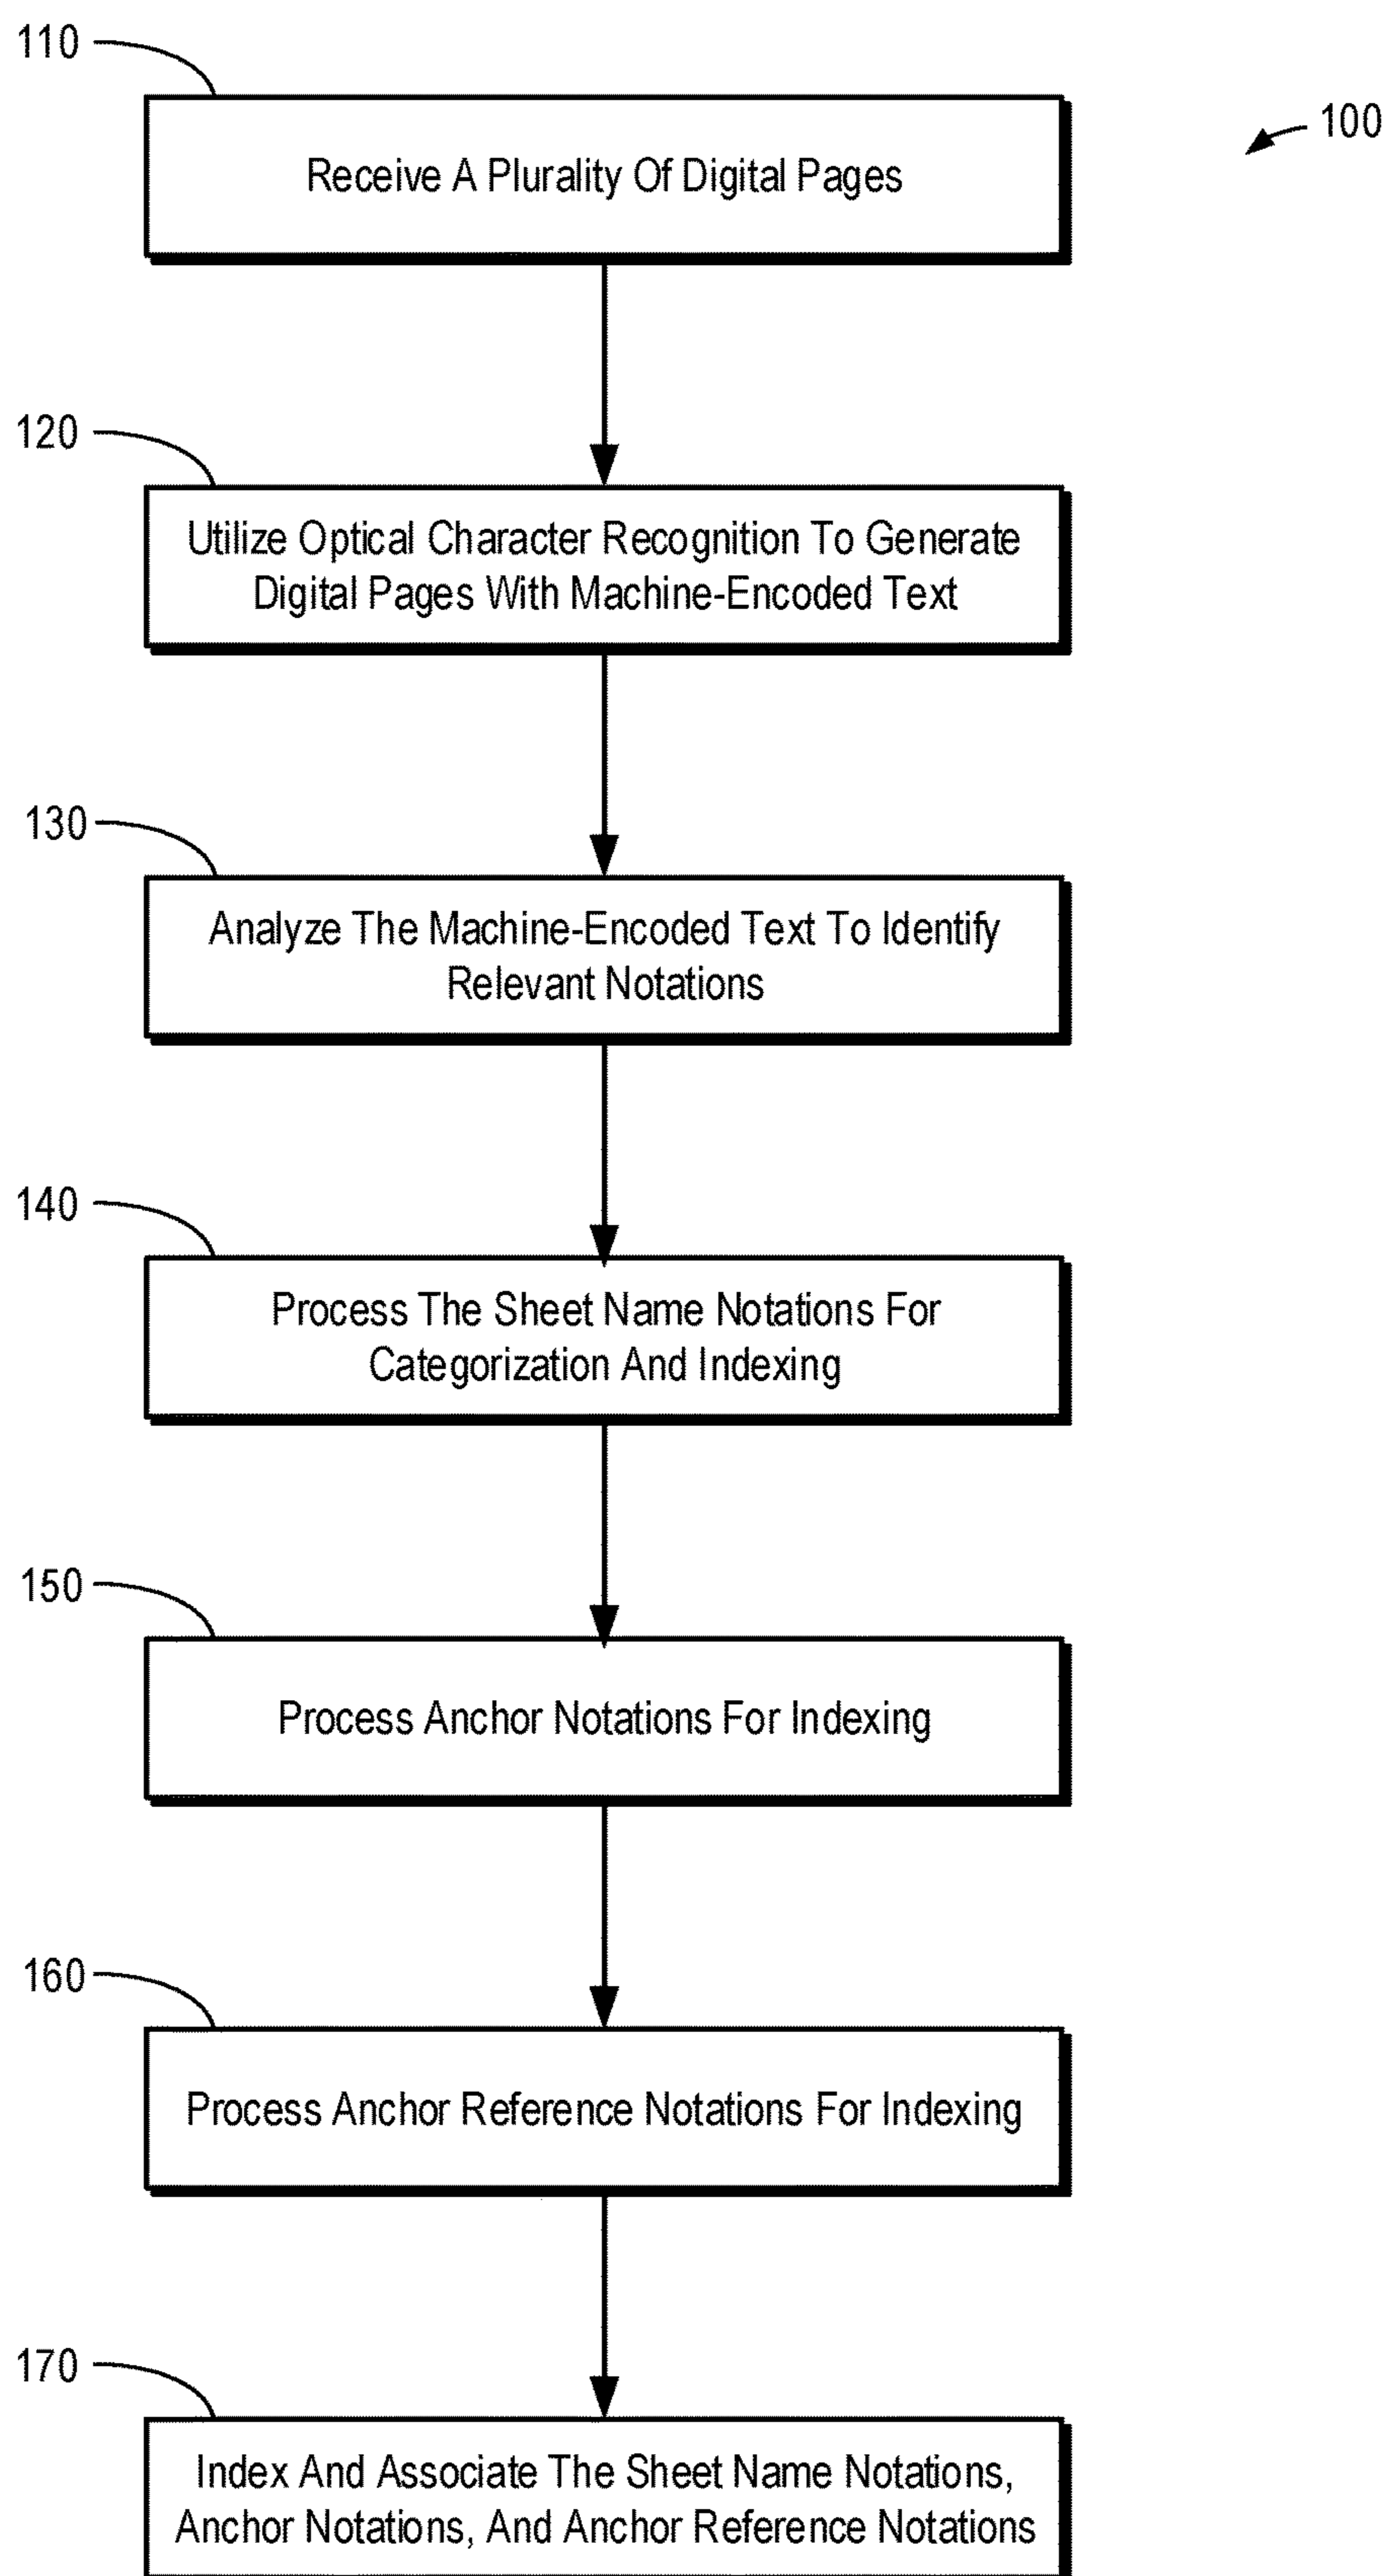 110
100
Receive A Plurality Of Digital Pages
120
Utilize Optical Character Recognition To Generate
Digital Pages With Machine-Encoded Text
130
Analyze The Machine-Encoded Text To Identify
Relevant Notations
140
Process The Sheet Name Notations For
Categorization And Indexing
150
Process Anchor Notations For Indexing
160
Process Anchor Reference Notations For Indexing
170
Index And Associate The Sheet Name Notations,
Anchor Notations, And Anchor Reference Notations